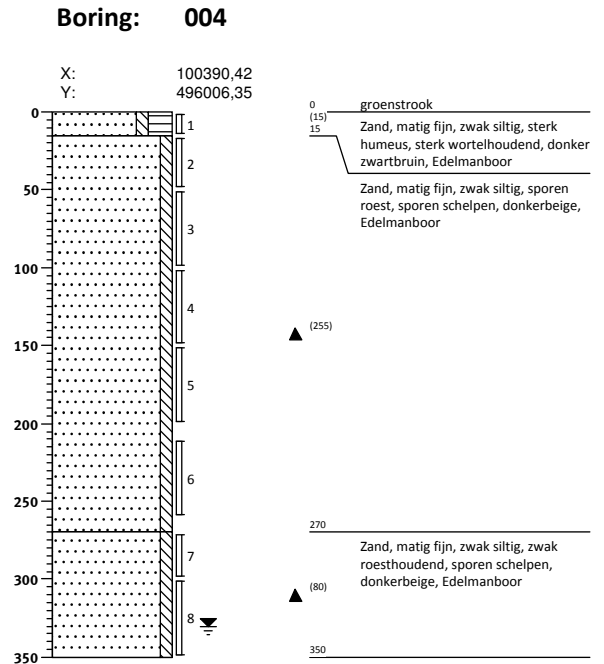 Boring: 004
X: 100390,42
Y: 496006,35
0
50
100
150
200
250
300
350
1
2
3
4
5
6
7
8
0
(15)
15
groenstrook
Zand, matig fijn, zwak siltig, sterk
humeus, sterk wortelhoudend, donker
zwartbruin, Edelmanboor
Zand, matig fijn, zwak siltig, sporen
roest, sporen schelpen, donkerbeige,
Edelmanboor
(255)
270
Zand, matig fijn, zwak siltig, zwak
roesthoudend, sporen schelpen,
donkerbeige, Edelmanboor
(80)
350